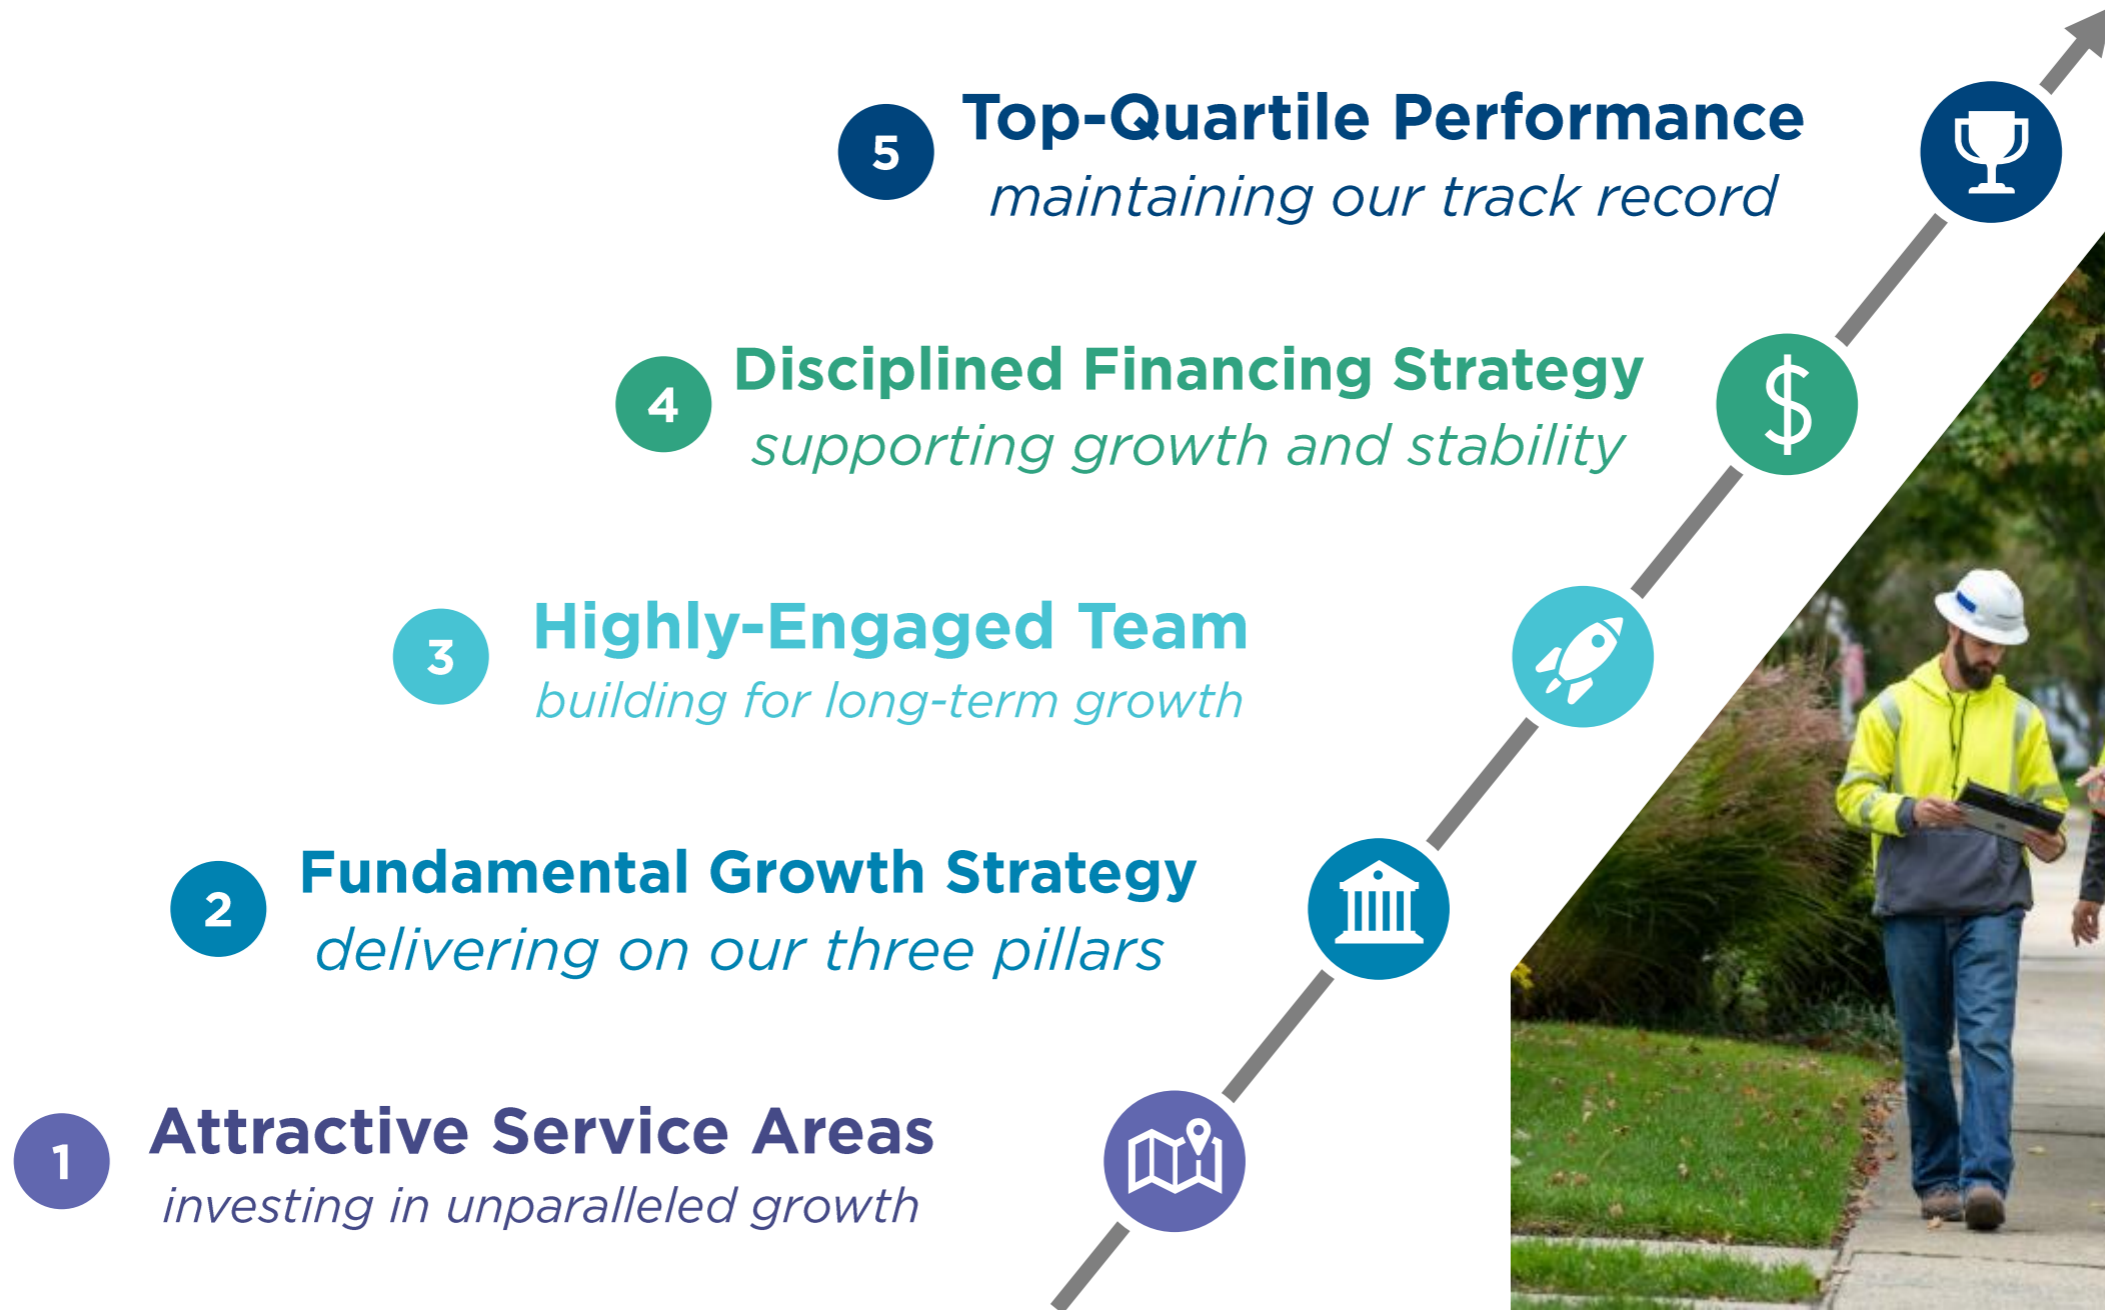 5
Top-Quartile Performance
maintaining our track record
4
Disciplined Financing Strategy
supporting growth and stability
3
Highly-Engaged Team
building for long-term growth
2
Fundamental Growth Strategy
delivering on our three pillars
1
Attractive Service Areas
investing in unparalleled growth
$